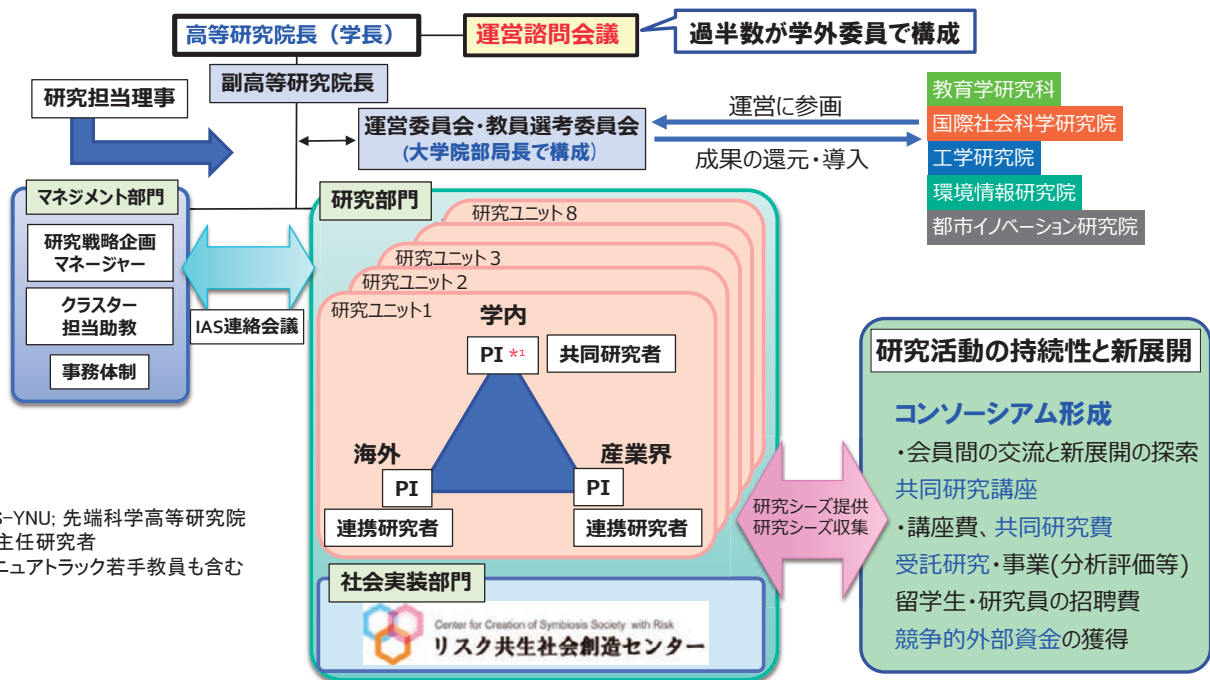 高等研究院長（学長）
運営諮問会議
過半数が学外委員で構成
副高等研究院長
研究担当理事
運営委員会・教員選考委員会
(大学院部局長で構成)
運営に参画
成果の還元・導入
教育学研究科
国際社会科学研究院
工学研究院
環境情報研究院
都市イノベーション研究院
マネジメント部門
研究戦略企画
マネージャー
クラスター
担当助教
事務体制
IAS連絡会議
研究部門
研究ユニット8
研究ユニット3
研究ユニット2
研究ユニット1
学内
PI *1
共同研究者
海外
PI
連携研究者
産業界
PI
連携研究者
社会実装部門
Center for Creation of Symbiosis Society with Risk
リスク共生社会創造センター
研究シーズ提供
研究シーズ収集
研究活動の持続性と新展開
コンソーシアム形成
・会員間の交流と新展開の探索
共同研究講座
・講座費、共同研究費
受託研究・事業(分析評価等)
留学生・研究員の招聘費
競争的外部資金の獲得
S-YNU; 先端科学高等研究院
主任研究者
ニュアトラック若手教員も含む